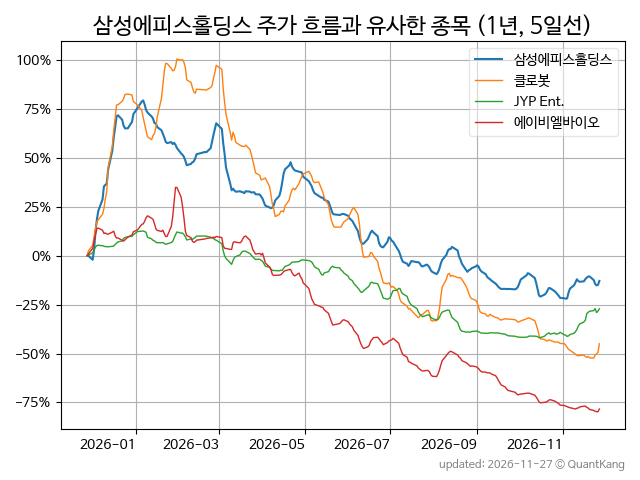 삼성에피스홀딩스 주가 흐름과 유사한 종목 (1년, 5일선)
삼성에피스홀딩스
클로봇
JYP Ent.
에이비엘바이오
100%
75%
50%
25%
0%
−25%
−50%
−75%
2026-01 2026-03 2026-05 2026-07 2026-09 2026-11
updated: 2026-11-27 © QuantKang